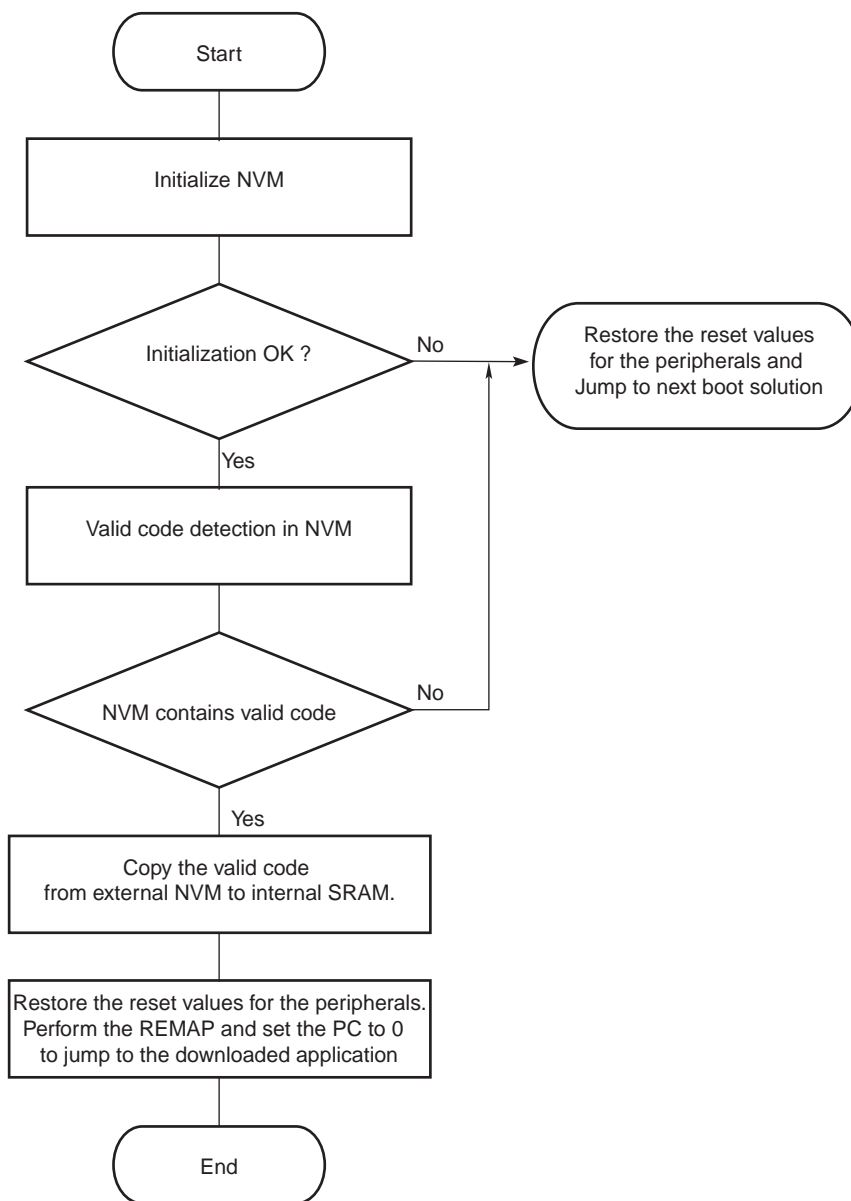 Start
Initialize NVM
Initialization OK ?
No
Restore the reset values
for the peripherals and
Jump to next boot solution
Yes
Valid code detection in NVM
NVM contains valid code
No
Yes
Copy the valid code
from external NVM to internal SRAM.
Restore the reset values for the peripherals.
Perform the REMAP and set the PC to 0
to jump to the downloaded application
End